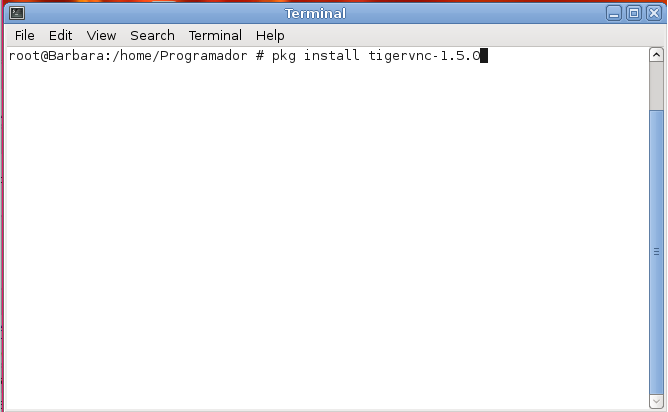 Terminal
File Edit View Search Terminal Help
root@Barbara:/home/Programador # pkg install tigervnc-1.5.0